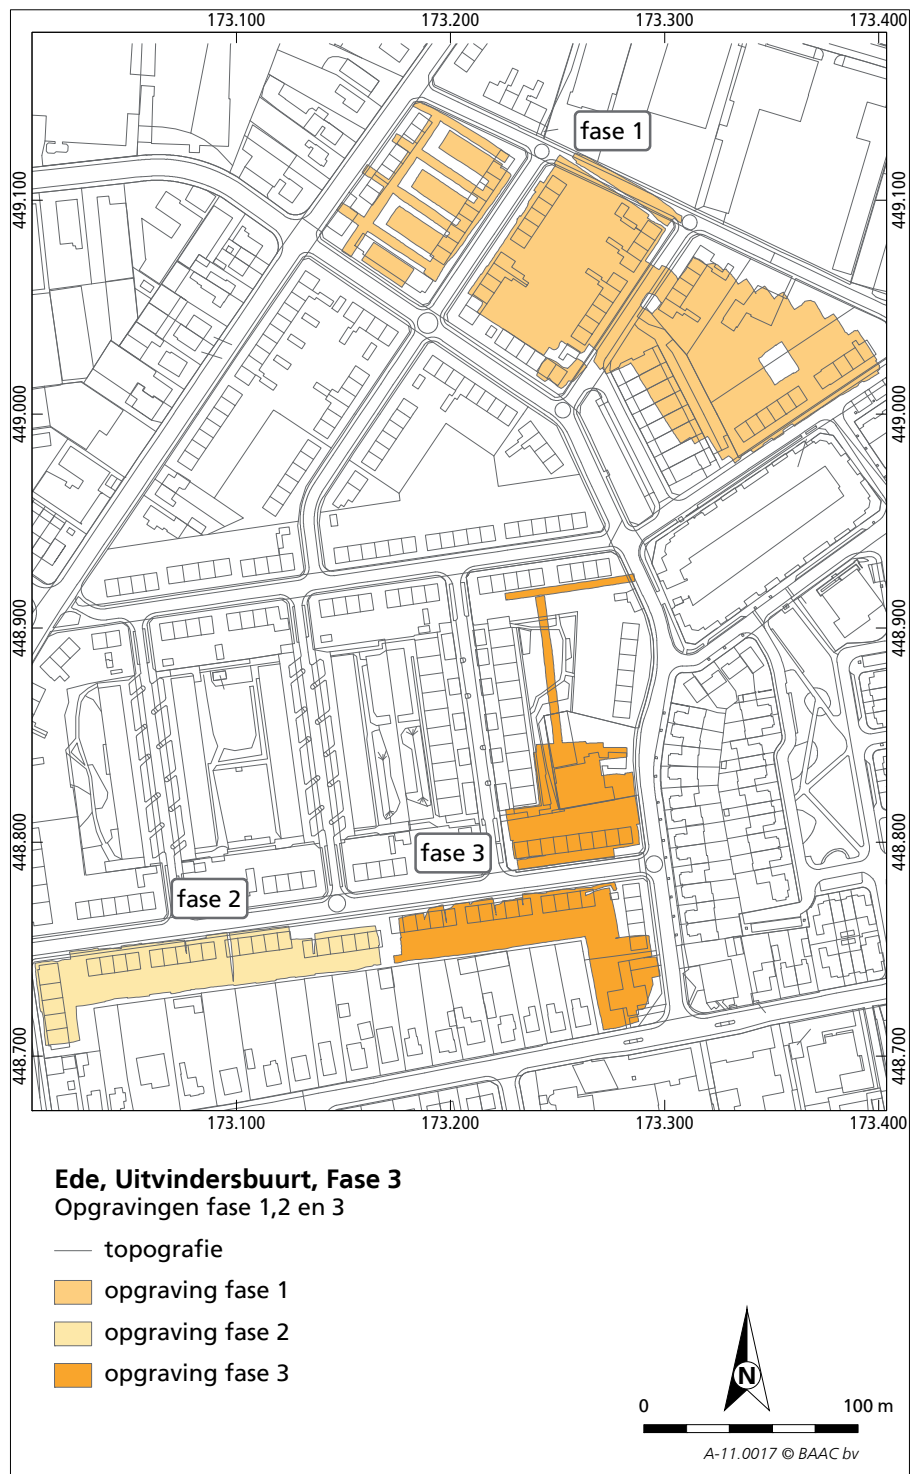 173.100
173.200
173.300
173.400
fase 1
449.100
449.100
449.000
449.000
448.900
448.900
448.800
448.800
fase 3
fase 2
448.700
448.700
173.100
173.200
173.300
173.400
Ede, Uitvindersbuurt, Fase 3
Opgravingen fase 1,2 en 3
topografie
opgraving fase 1
opgraving fase 2
opgraving fase 3
N
0
100 m
A-11.0017 © BAAC bv